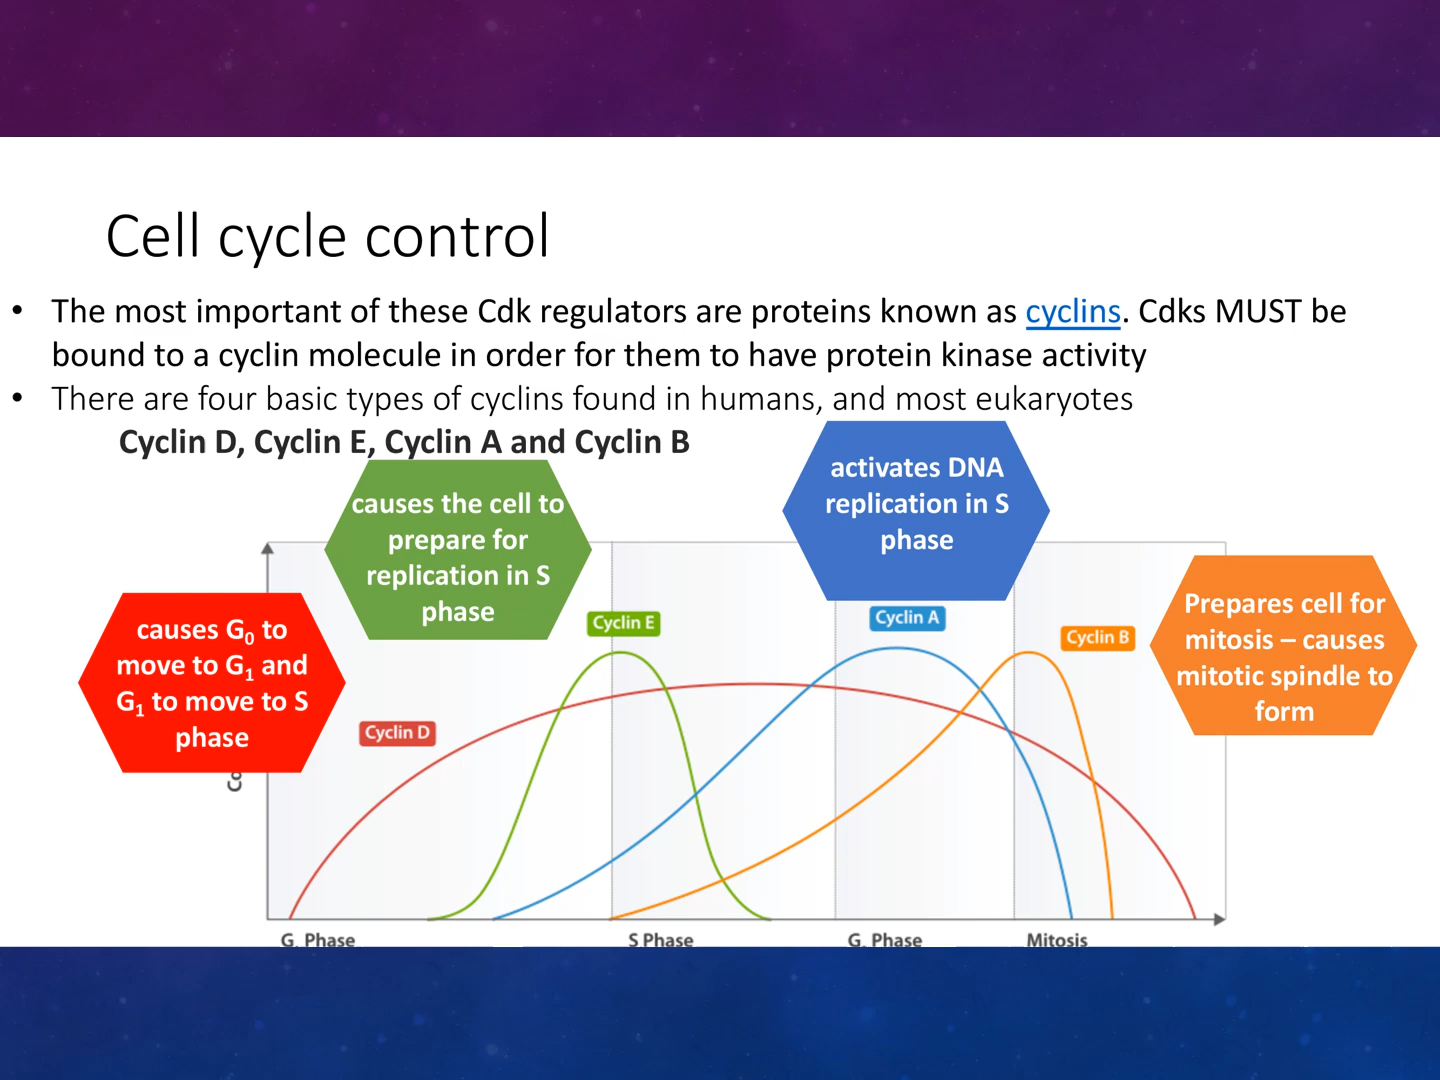 Cell cycle control
• The most important of these Cdk regulators are proteins known as cyclins. Cdks MUST be
bound to a cyclin molecule in order for them to have protein kinase activity
• There are four basic types of cyclins found in humans, and most eukaryotes
Cyclin D, Cyclin E, Cyclin A and Cyclin B
activates DNA
replication in S
phase
causes the cell to
prepare for
replication in S
phase
Prepares cell for
mitosis – causes
mitotic spindle to
form
causes G₀ to
move to G₁ and
G₁ to move to S
phase
Cyclin E
Cyclin A
Cyclin B
Cyclin D
Co
G Phase
S Phase
G Phase
Mitosis